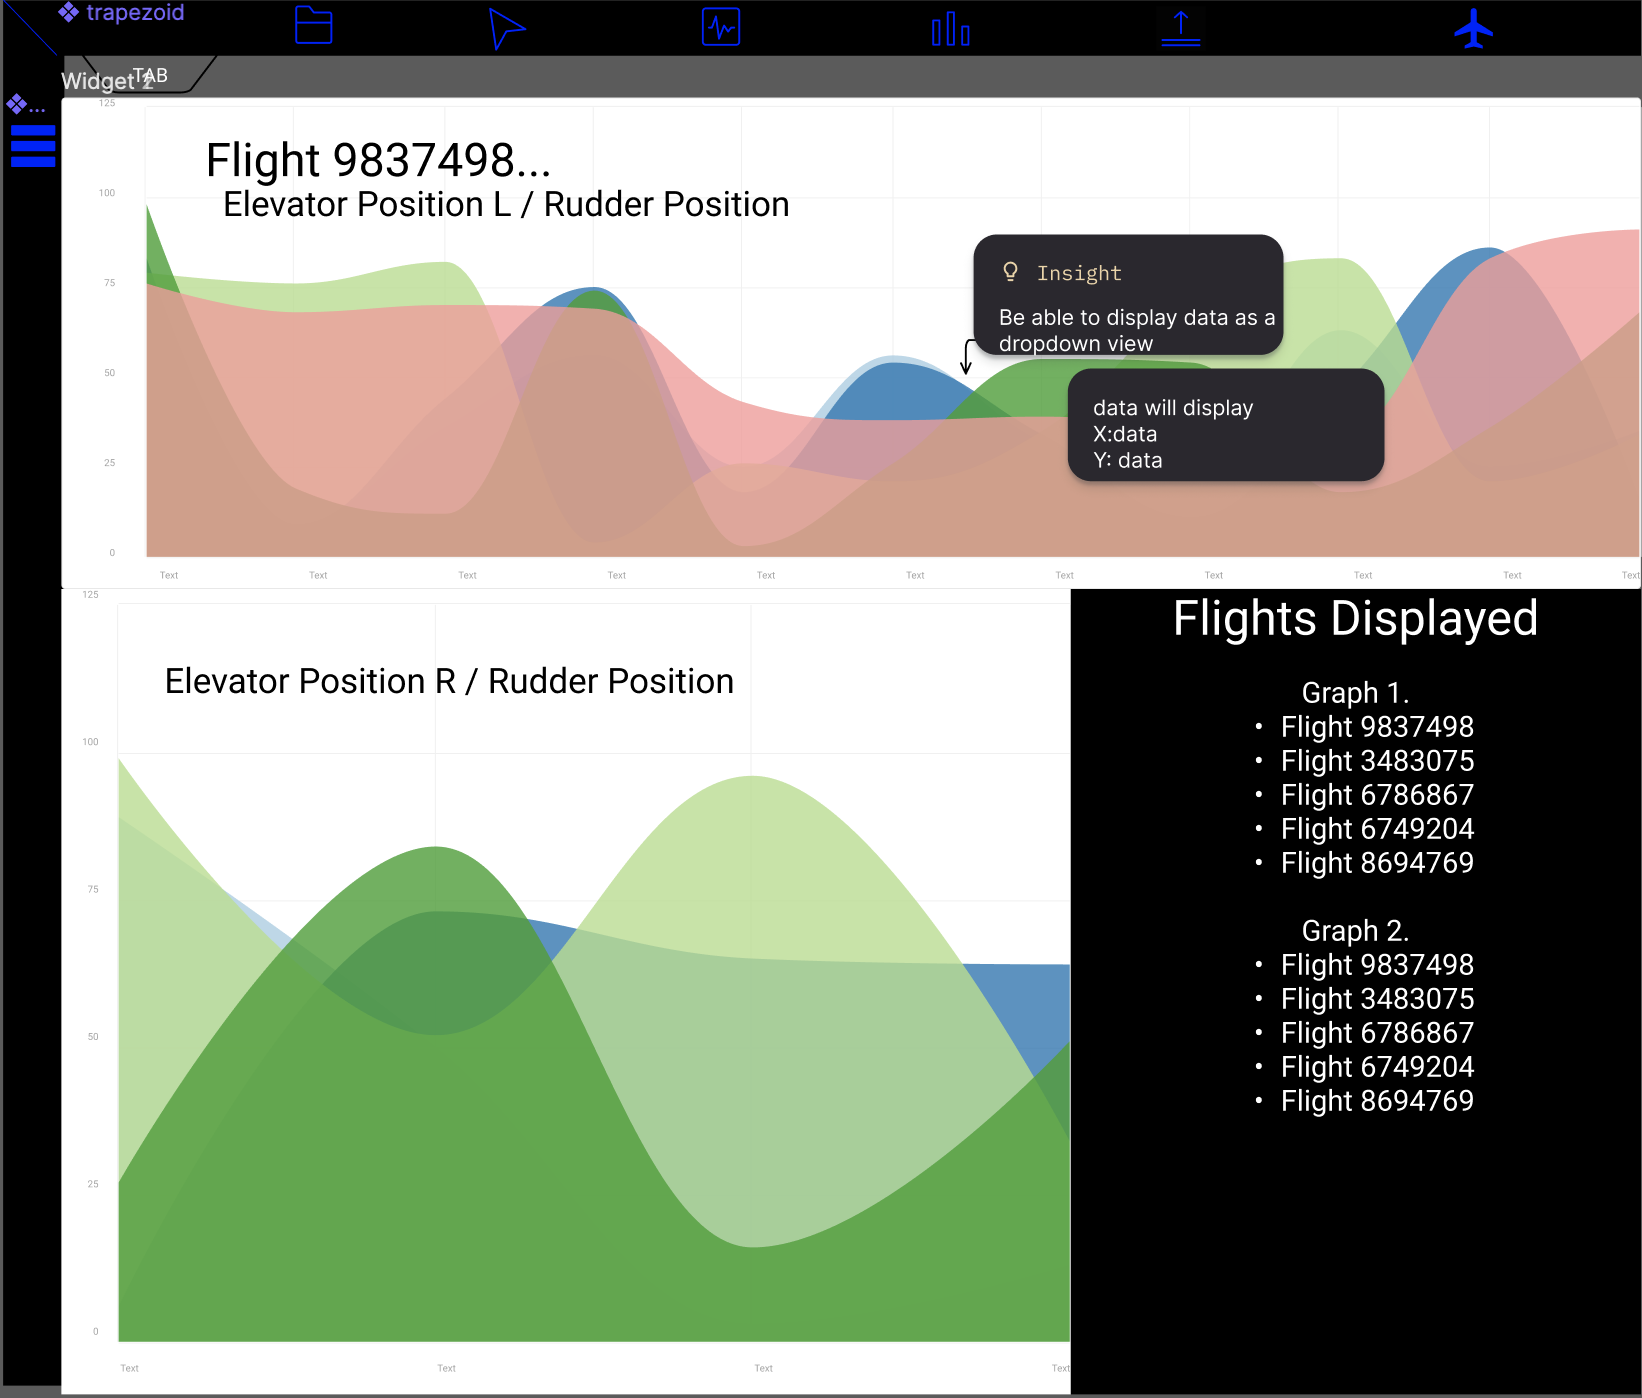 trapezoid
TAB
Widget 2
...
125
Flight 9837498...
100
Elevator Position L / Rudder Position
Insight
75
Be able to display data as a
dropdown view
50
data will display
X:data
25
Y: data
0
Text Text Text Text Text Text Text Text Text Text Text
125
Flights Displayed
Elevator Position R / Rudder Position
100
75
50
25
0
Text Text Text Text
Graph 1.
• Flight 9837498
• Flight 3483075
• Flight 6786867
• Flight 6749204
• Flight 8694769
Graph 2.
• Flight 9837498
• Flight 3483075
• Flight 6786867
• Flight 6749204
• Flight 8694769